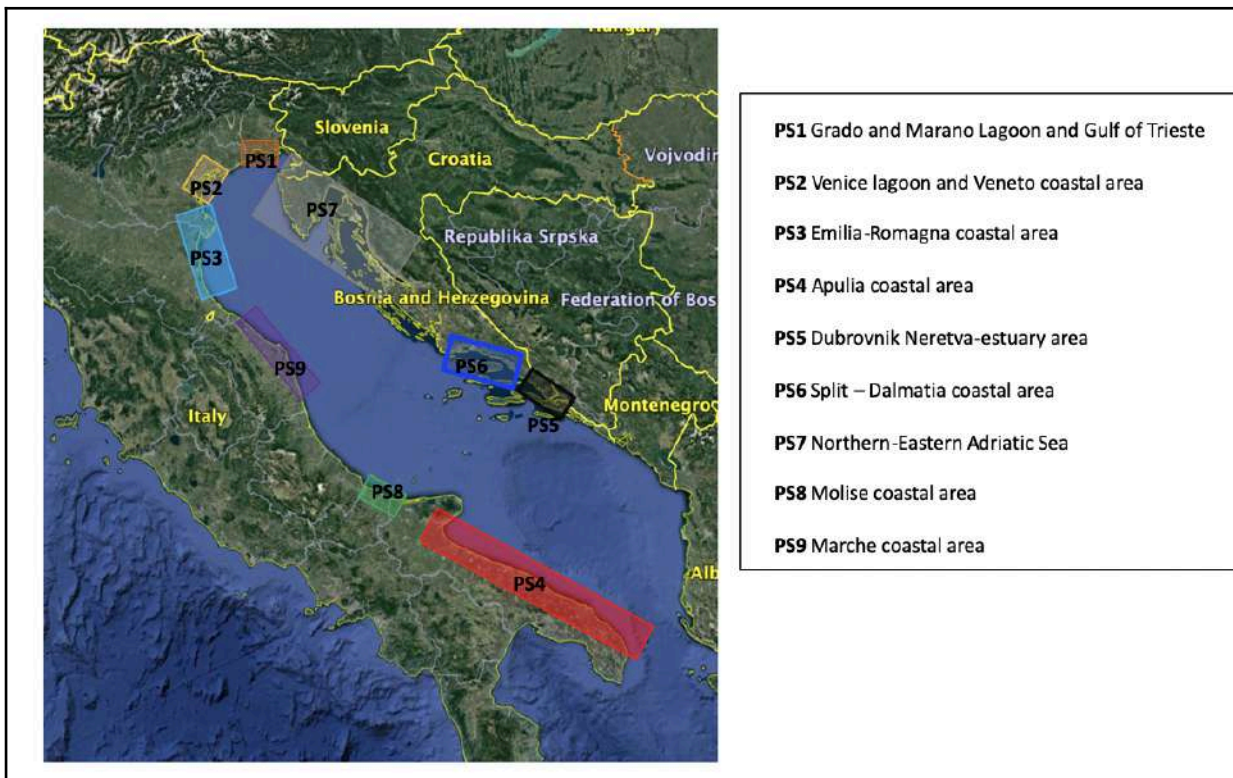 Hungary
Slovenia
Croatia
Vojvodin
PS1
PS2
PS7
PS3
Republika Srpska
Bosnia and Herzegovina
Federation of Bos
PS6
PS9
Montenegro
PS5
Italy
PS8
Alb
PS4
PS1 Grado and Marano Lagoon and Gulf of Trieste
PS2 Venice lagoon and Veneto coastal area
PS3 Emilia-Romagna coastal area
PS4 Apulia coastal area
PS5 Dubrovnik Neretva-estuary area
PS6 Split – Dalmatia coastal area
PS7 Northern-Eastern Adriatic Sea
PS8 Molise coastal area
PS9 Marche coastal area